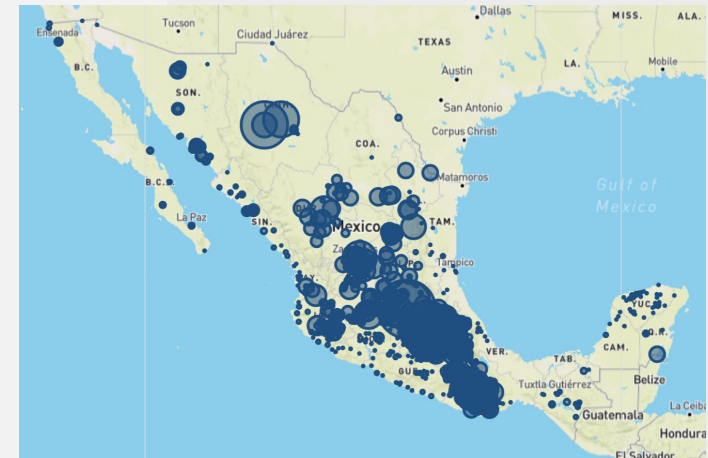 Dallas
MISS.
ALA.
Tucson
Ensenada
Ciudad Juárez
TEXAS
B.C.
LA.
Mobile
Austin
SON.
San Antonio
Corpus Christi
COA.
B.C.S.
Matamoros
Gulf of
Mexico
La Paz
SIN.
Mexico
TAM.
Tampico
YUC.
Q.R.
CAM.
VER.
TAB.
Belize
Tuxtla Gutiérrez
Guatemala
La Ceiba
Hondura
El Salvador